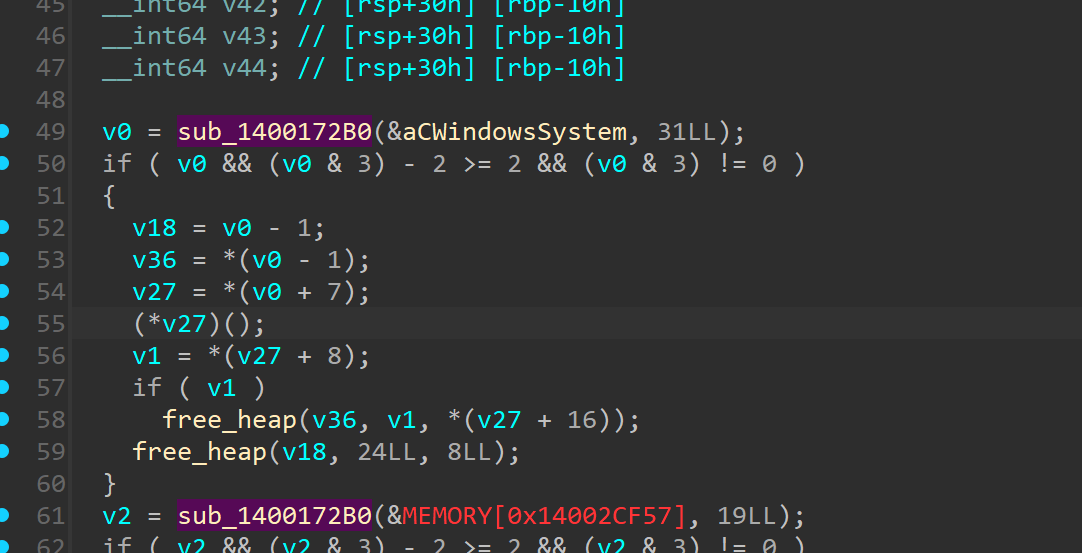 45 __int64 v42; // [rsp+30h] [rbp-10h]
46 __int64 v43; // [rsp+30h] [rbp-10h]
47 __int64 v44; // [rsp+30h] [rbp-10h]
48
49 v0 = sub_1400172B0(&aCWindowsSystem, 31LL);
50 if ( v0 && (v0 & 3) - 2 >= 2 && (v0 & 3) != 0 )
51 {
52 v18 = v0 - 1;
53 v36 = *(v0 - 1);
54 v27 = *(v0 + 7);
55 (*v27)();
56 v1 = *(v27 + 8);
57 if ( v1 )
58 free_heap(v36, v1, *(v27 + 16));
59 free_heap(v18, 24LL, 8LL);
60 }
61 v2 = sub_1400172B0(&MEMORY[0x14002CF57], 19LL);
62 if ( v2 && (v2 & 3) - 2 >= 2 && (v2 & 3) != 0 )